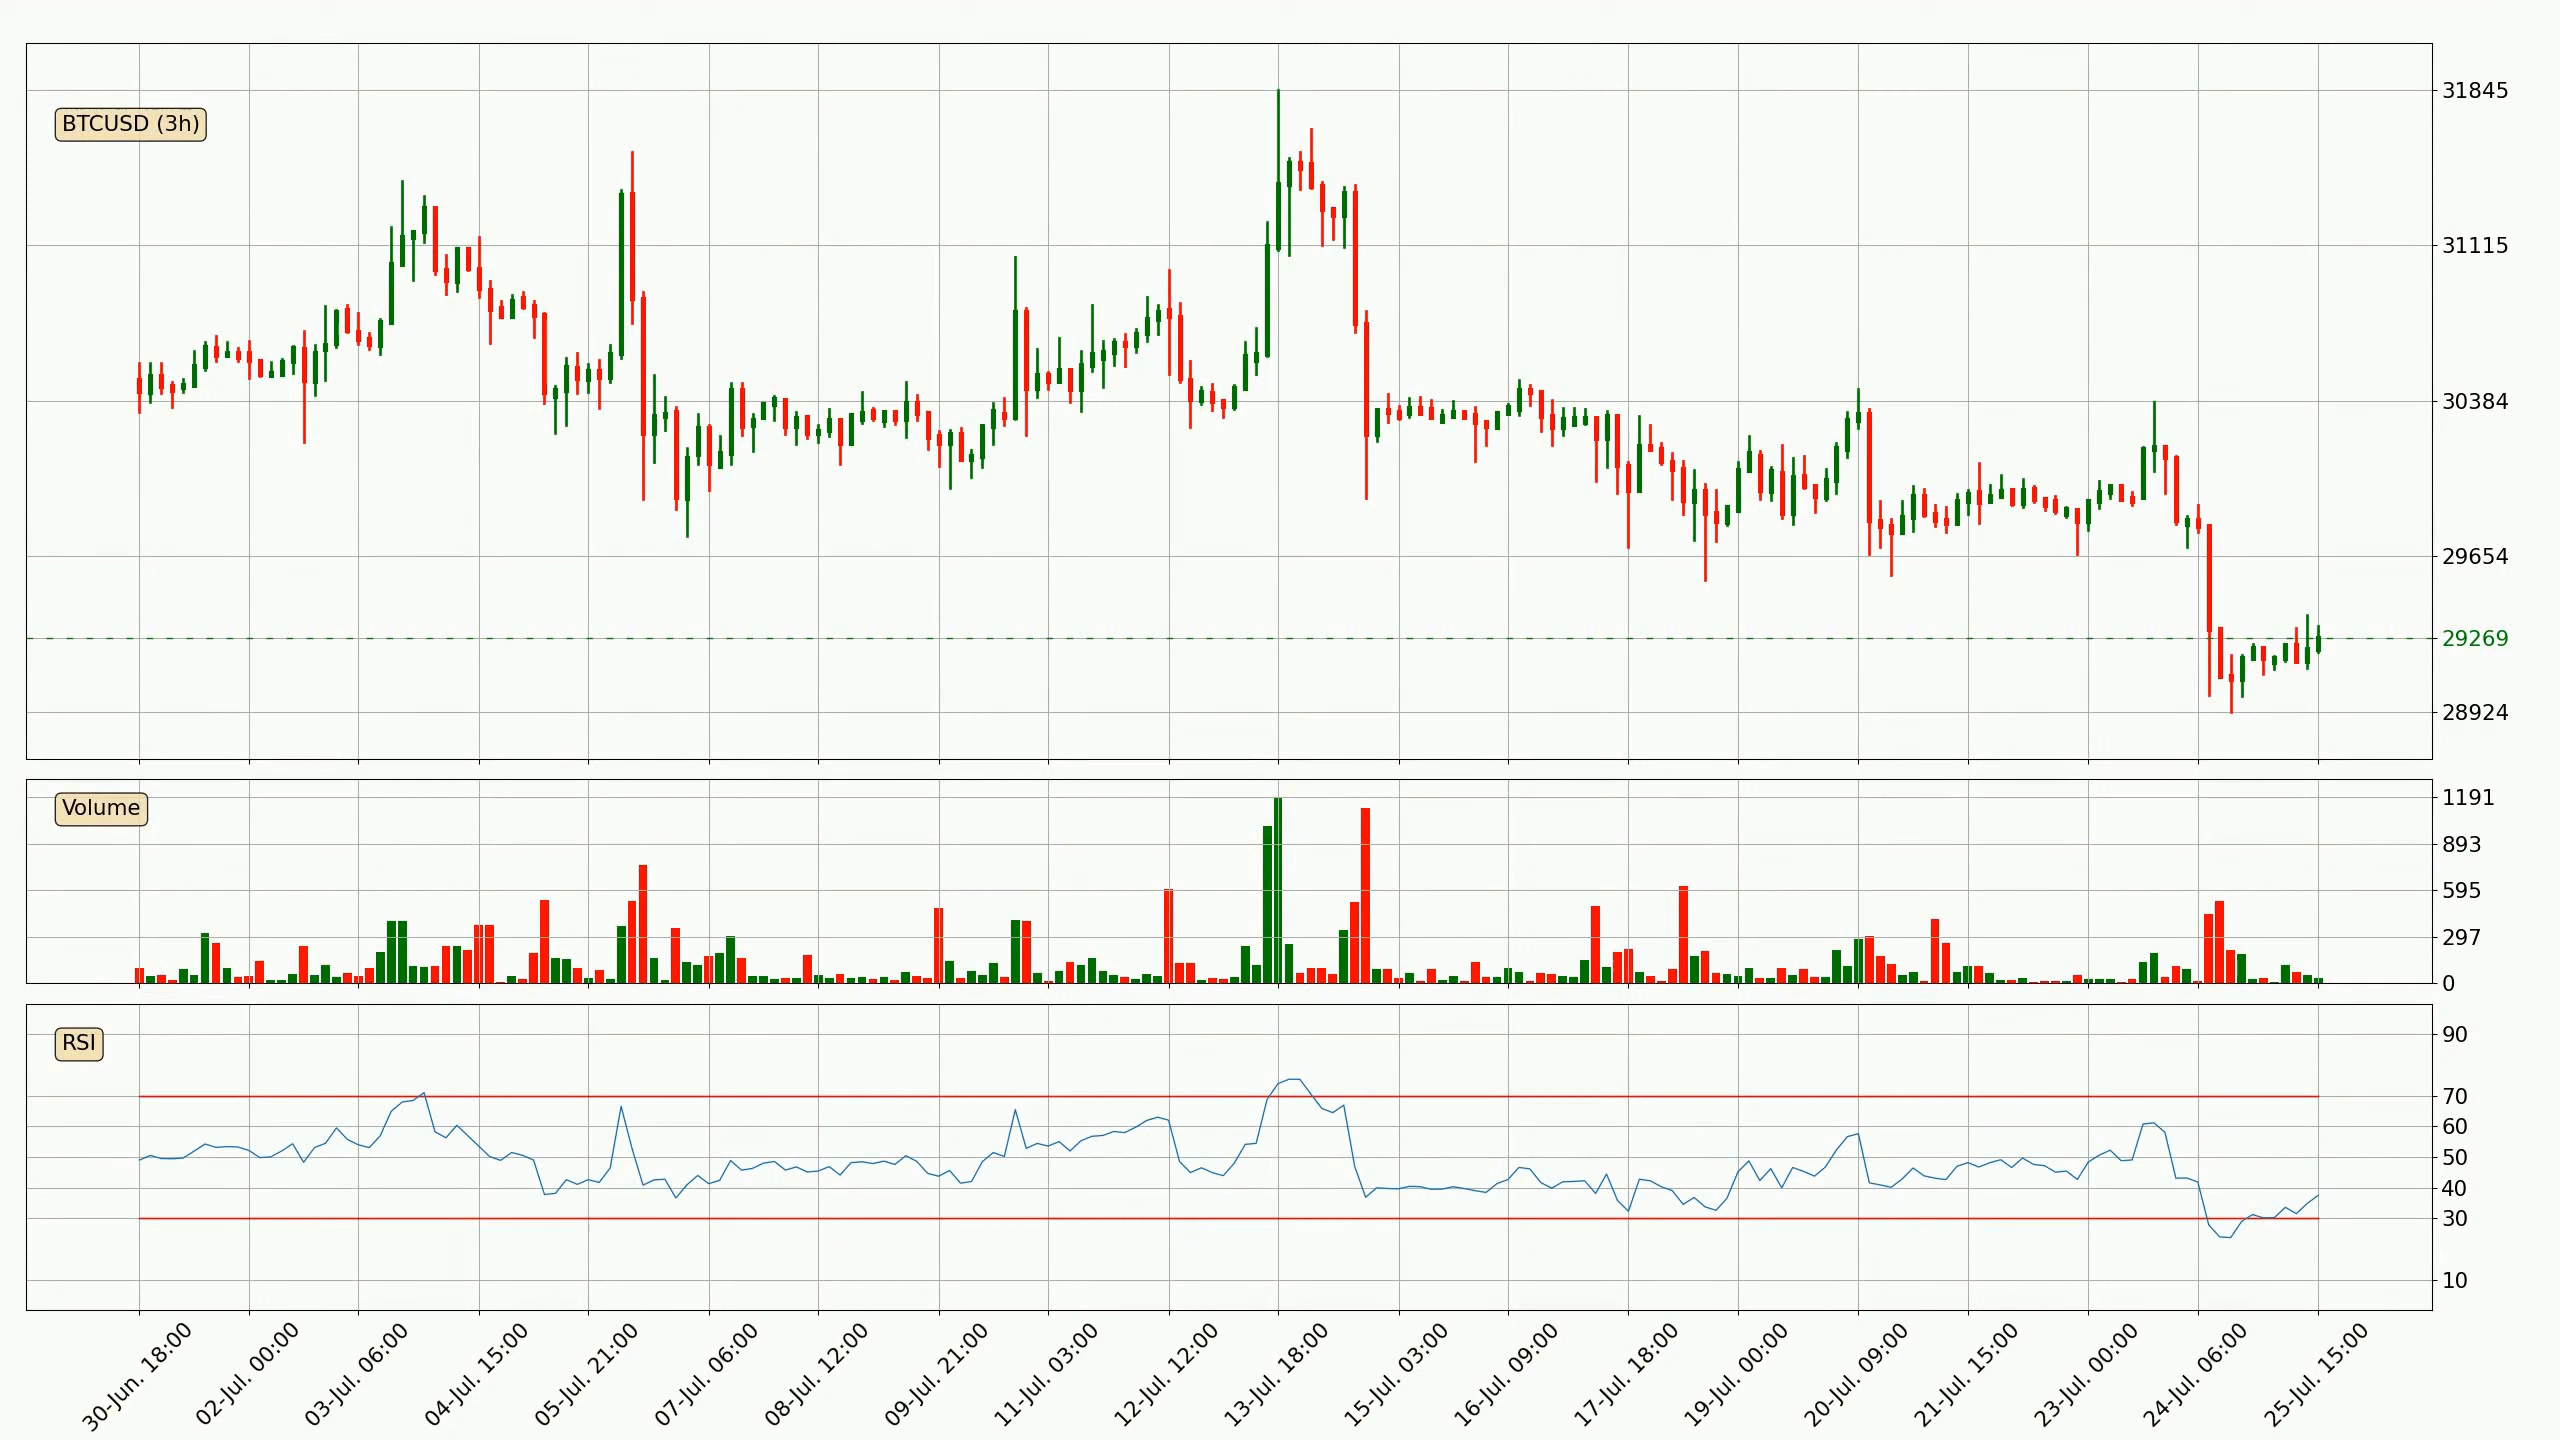 31845
BTCUSD (3h)
31115
30384
29654
29269
28924
Volume
1191
893
595
297
0
RSI
90
70
60
50
40
30
10
30-Jun. 18:00
02-Jul. 00:00
03-Jul. 06:00
04-Jul. 15:00
05-Jul. 21:00
07-Jul. 06:00
08-Jul. 12:00
09-Jul. 21:00
11-Jul. 03:00
12-Jul. 12:00
13-Jul. 18:00
15-Jul. 03:00
16-Jul. 09:00
17-Jul. 18:00
19-Jul. 00:00
20-Jul. 09:00
21-Jul. 15:00
23-Jul. 00:00
24-Jul. 06:00
25-Jul. 15:00